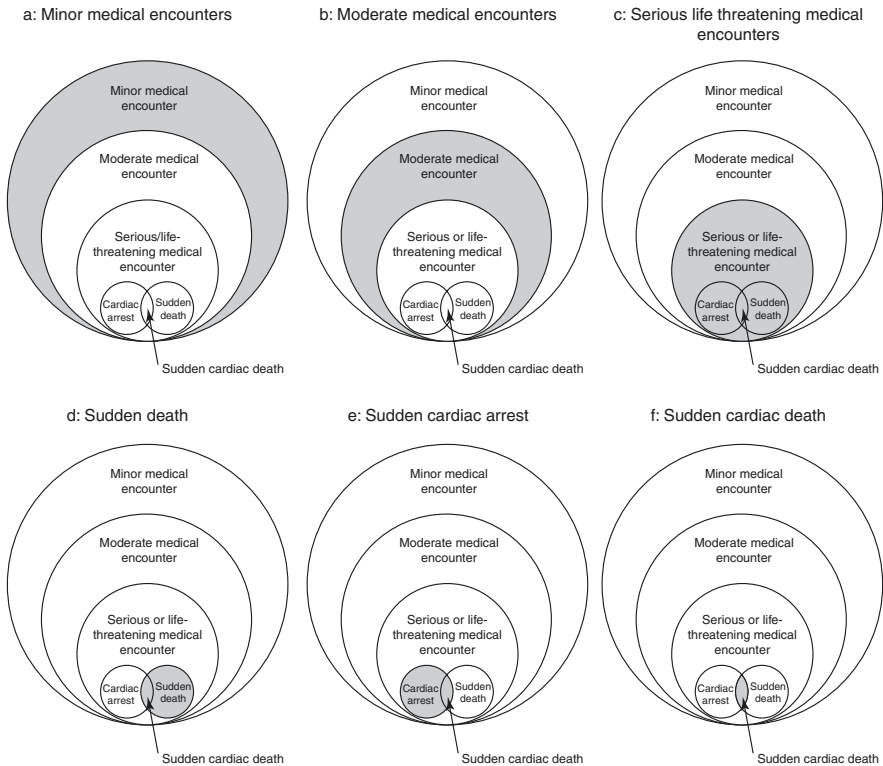 a: Minor medical encounters
Minor medical
encounter
Moderate medical
encounter
Serious/life-
threatening medical
encounter
Cardiac
arrest
Sudden
death
Sudden cardiac death
b: Moderate medical encounters
Minor medical
encounter
Moderate medical
encounter
Serious or life-
threatening medical
encounter
Cardiac
arrest
Sudden
death
Sudden cardiac death
c: Serious life threatening medical
encounters
Minor medical
encounter
Moderate medical
encounter
Serious or life-
threatening medical
encounter
Cardiac
arrest
Sudden
death
Sudden cardiac death
d: Sudden death
Minor medical
encounter
Moderate medical
encounter
Serious or life-
threatening medical
encounter
Cardiac
arrest
Sudden
death
Sudden cardiac death
e: Sudden cardiac arrest
Minor medical
encounter
Moderate medical
encounter
Serious or life-
threatening medical
encounter
Cardiac
arrest
Sudden
death
Sudden cardiac death
f: Sudden cardiac death
Minor medical
encounter
Moderate medical
encounter
Serious or life-
threatening medical
encounter
Cardiac
arrest
Sudden
death
Sudden cardiac death